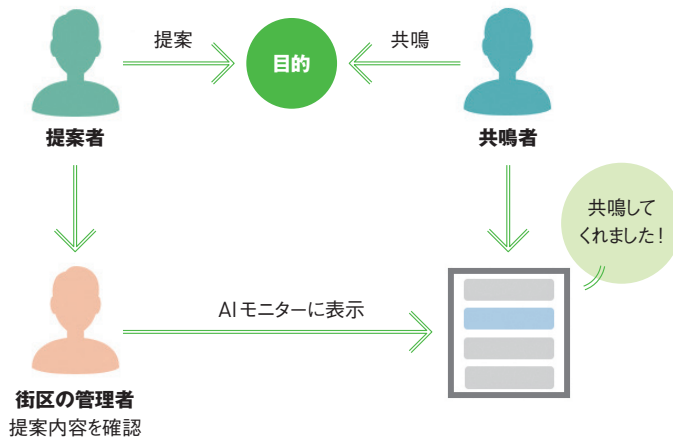 提案
共鳴
目的
提案者
共鳴者
共鳴して
くれました!
AIモニターに表示
街区の管理者
提案内容を確認